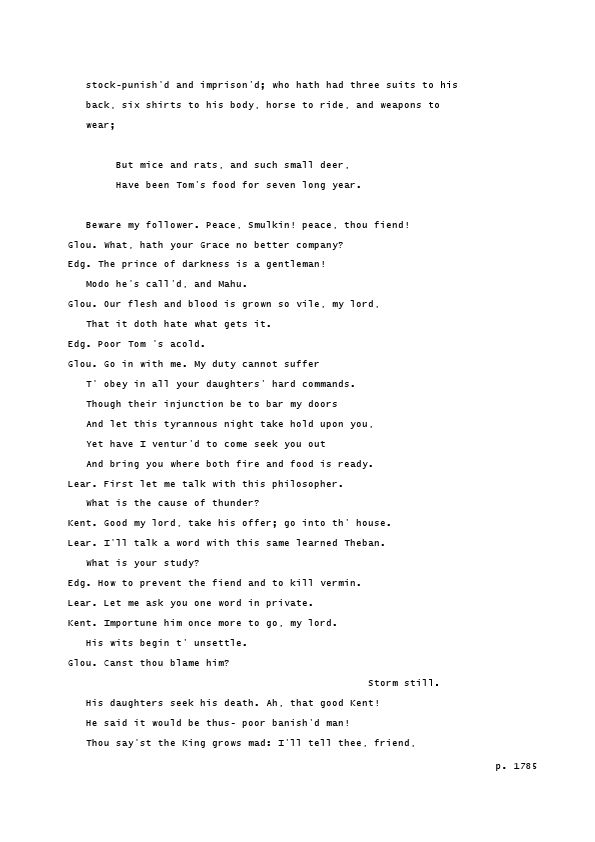 stock-punish'd and imprison'd; who hath had three suits to his
back, six shirts to his body, horse to ride, and weapons to
wear;
But mice and rats, and such small deer,
Have been Tom's food for seven long year.
Beware my follower. Peace, Smulkin! peace, thou fiend!
Glou. What, hath your Grace no better company?
Edg. The prince of darkness is a gentleman!
Modo he's call'd, and Mahu.
Glou. Our flesh and blood is grown so vile, my lord,
That it doth hate what gets it.
Edg. Poor Tom 's acold.
Glou. Go in with me. My duty cannot suffer
T' obey in all your daughters' hard commands.
Though their injunction be to bar my doors
And let this tyrannous night take hold upon you,
Yet have I ventur'd to come seek you out
And bring you where both fire and food is ready.
Lear. First let me talk with this philosopher.
What is the cause of thunder?
Kent. Good my lord, take his offer; go into th' house.
Lear. I'll talk a word with this same learned Theban.
What is your study?
Edg. How to prevent the fiend and to kill vermin.
Lear. Let me ask you one word in private.
Kent. Importune him once more to go, my lord.
His wits begin t' unsettle.
Glou. Canst thou blame him?
Storm still.
His daughters seek his death. Ah, that good Kent!
He said it would be thus- poor banish'd man!
Thou say'st the King grows mad: I'll tell thee, friend,
p. 1785